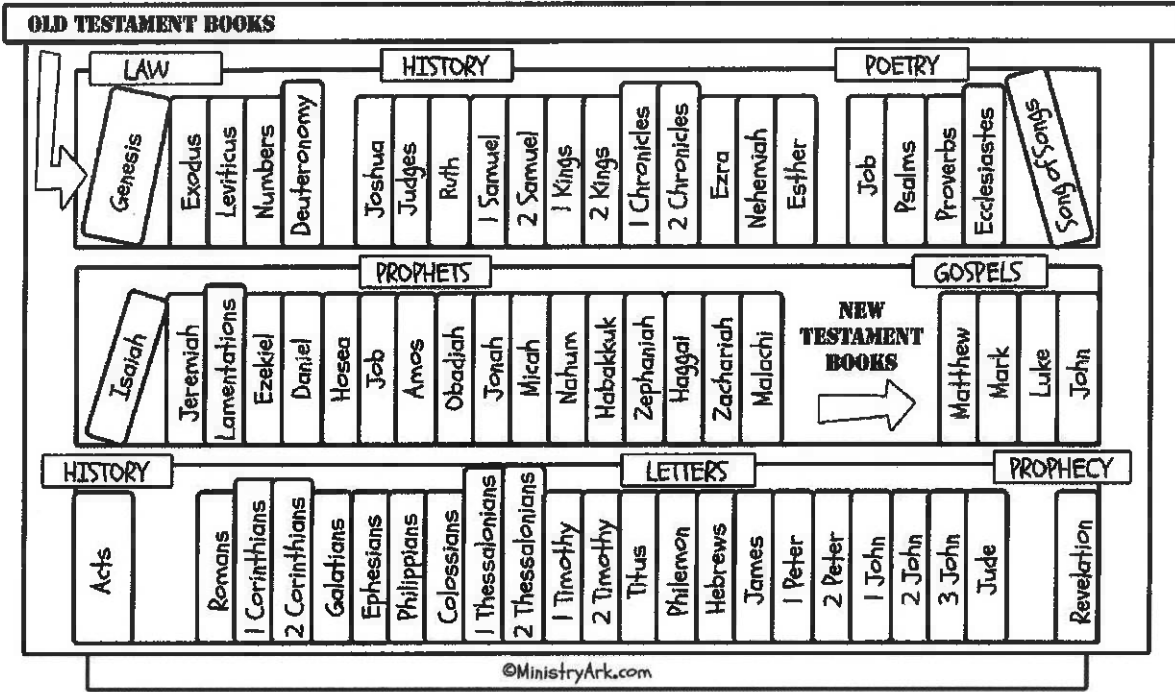 OLD TESTAMENT BOOKS
LAW
HISTORY
POETRY
Genesis
Exodus
Leviticus
Numbers
Deuteronomy
Joshua
Judges
Ruth
1 Samuel
2 Samuel
1 Kings
2 Kings
1 Chronicles
2 Chronicles
Ezra
Nehemiah
Esther
Job
Psalms
Proverbs
Ecclesiastes
Song of Songs
PROPHETS
GOSPELS
Isaiah
Jeremiah
Lamentations
Ezekiel
Daniel
Hosea
Job
Amos
Obadiah
Jonah
Micah
Nahum
Habakkuk
Zephaniah
Haggai
Zachariah
Malachi
NEW
TESTAMENT
BOOKS
Matthew
Mark
Luke
John
HISTORY
LETTERS
PROPHECY
Acts
Romans
1 Corinthians
2 Corinthians
Galatians
Ephesians
Philippians
Colossians
1 Thessalonians
2 Thessalonians
1 Timothy
2 Timothy
Titus
Philemon
Hebrews
James
1 Peter
2 Peter
1 John
2 John
3 John
Jude
Revelation
©MinistryArk.com